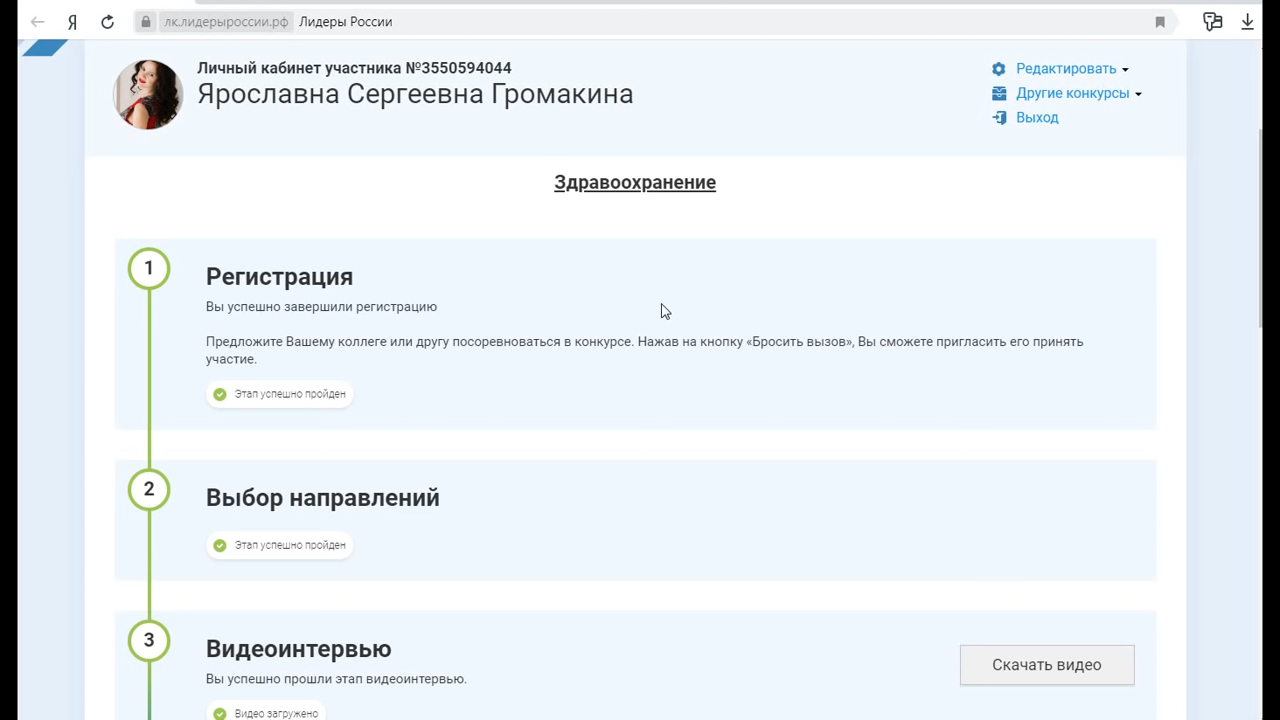 лк.лидерыроссии.рф Лидеры России
Личный кабинет участника №3550594044
Ярославна Сергеевна Громакина
Редактировать
Другие конкурсы
Выход
Здравоохранение
1
Регистрация
Вы успешно завершили регистрацию
Предложите Вашему коллеге или другу посоревноваться в конкурсе. Нажав на кнопку «Бросить вызов», Вы сможете пригласить его принять
участие.
Этап успешно пройден
2
Выбор направлений
Этап успешно пройден
3
Видеоинтервью
Вы успешно прошли этап видеоинтервью.
Скачать видео
Видео загружено